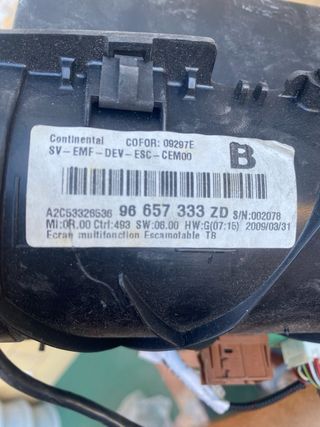 Continental COFOR: 09297E
SV-EMF-DEV-ESC-CEM00
B
A2C53326536 96 657 333 ZD S/N:002078
MI:0R.00 Ctrl:493 SW:06.00 HW:G(07:15) 2009/03/31
Ecran multifonction Escamotable TB